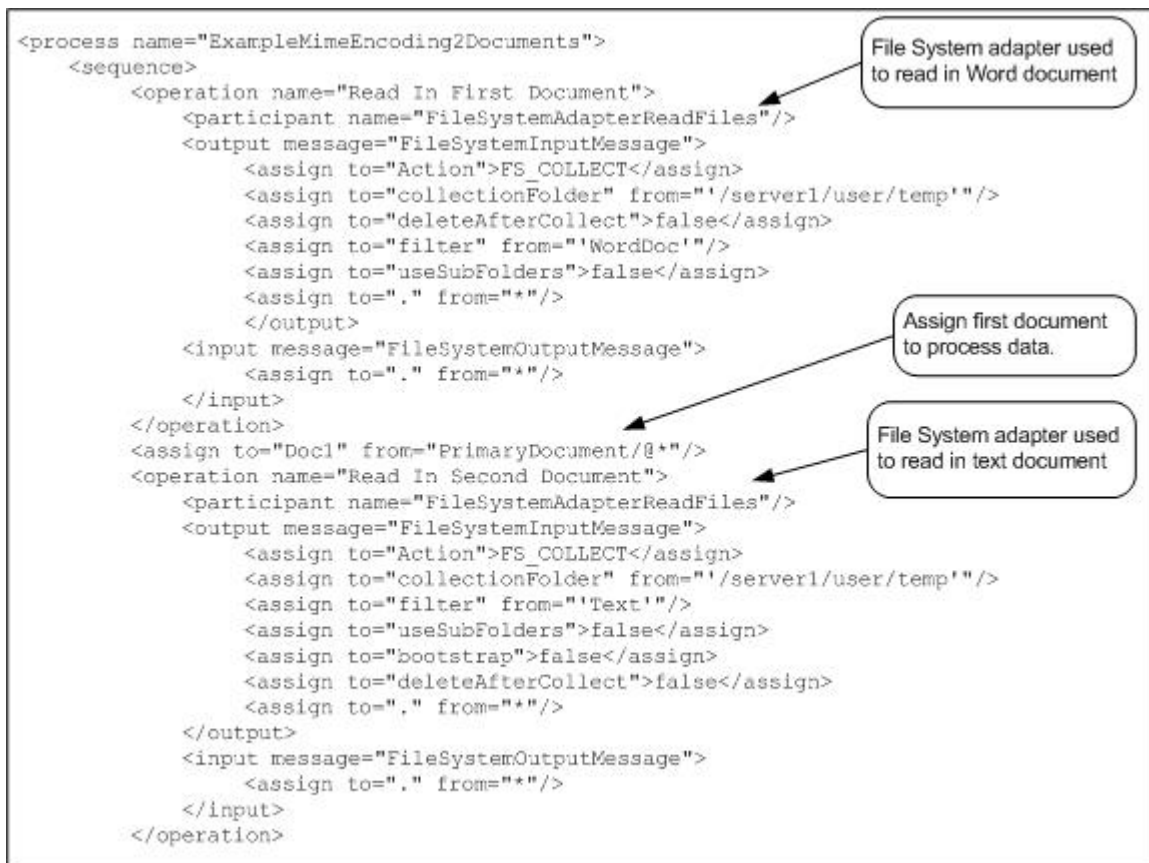 <process name="ExampleMimeEncoding2Documents">
<sequence>
<operation name="Read In First Document">
<participant name="FileSystemAdapterReadFiles"/>
<output message="FileSystemInputMessage">
<assign to="Action">FS_COLLECT</assign>
<assign to="collectionFolder" from="'/server1/user/temp'"/>
<assign to="deleteAfterCollect">false</assign>
<assign to="filter" from="'WordDoc'"/>
<assign to="useSubFolders">false</assign>
<assign to="." from="*"/>
</output>
<input message="FileSystemOutputMessage">
<assign to="." from="*"/>
</input>
</operation>
<assign to="Doc1" from="PrimaryDocument/@*"/>
<operation name="Read In Second Document">
<participant name="FileSystemAdapterReadFiles"/>
<output message="FileSystemInputMessage">
<assign to="Action">FS_COLLECT</assign>
<assign to="collectionFolder" from="'/server1/user/temp'"/>
<assign to="filter" from="'Text'"/>
<assign to="useSubFolders">false</assign>
<assign to="bootstrap">false</assign>
<assign to="deleteAfterCollect">false</assign>
<assign to="." from="*"/>
</output>
<input message="FileSystemOutputMessage">
<assign to="." from="*"/>
</input>
</operation>
File System adapter used
to read in Word document
Assign first document
to process data.
File System adapter used
to read in text document